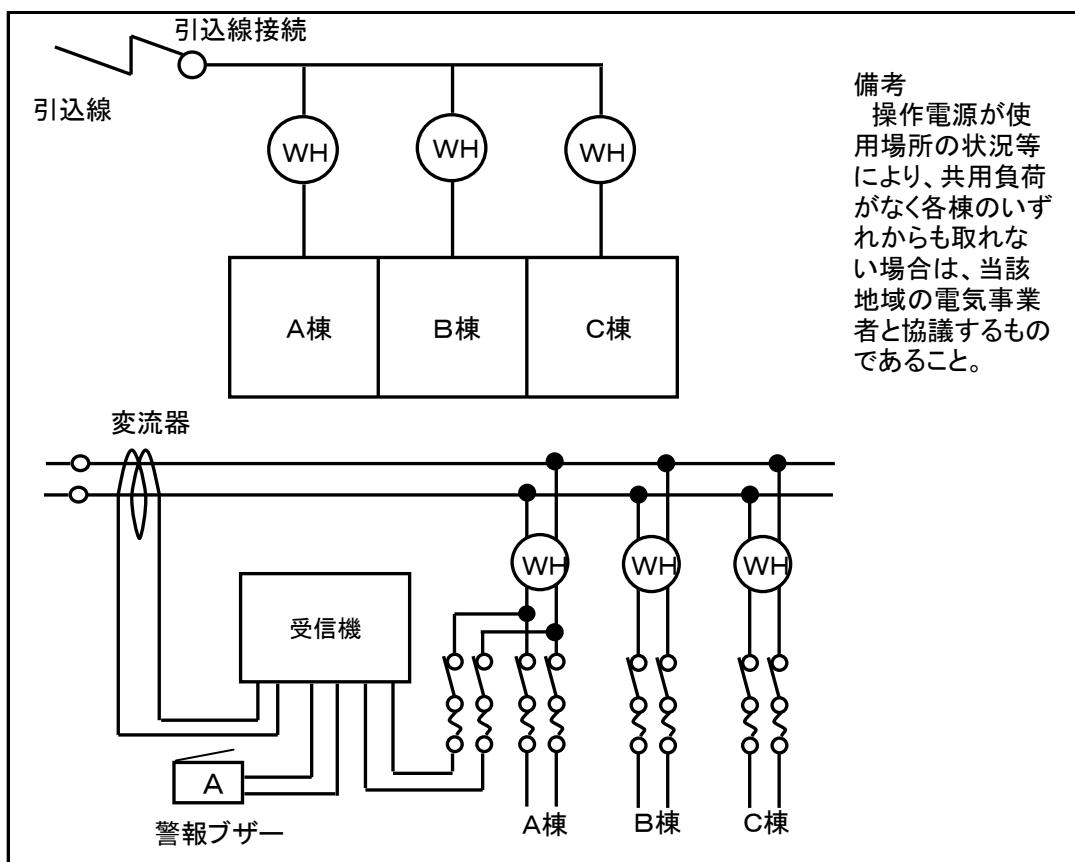 引込線接続
引込線
WH
WH
WH
A棟
B棟
C棟
備考
操作電源が使
用場所の状況等
により、共用負荷
がなく各棟のいず
れからも取れな
い場合は、当該
地域の電気事業
者と協議するもの
であること。
変流器
WH
WH
WH
受信機
A
警報ブザー
A棟
B棟
C棟